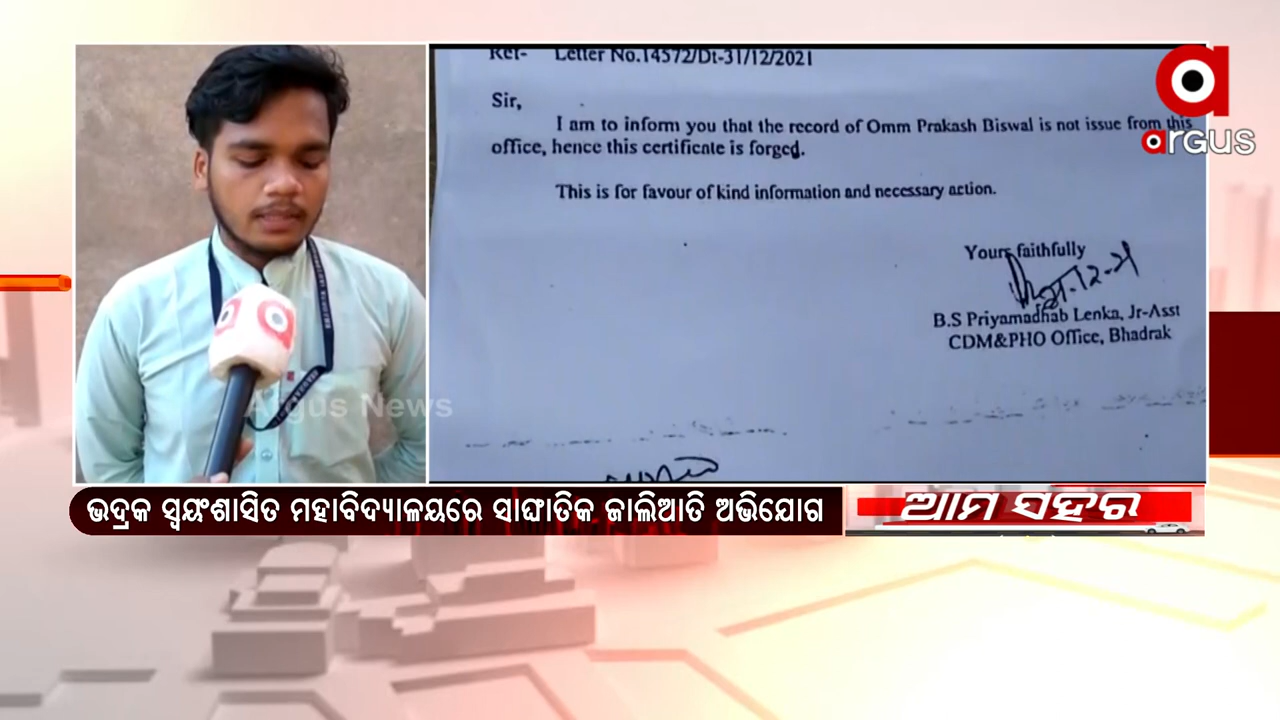 Ref- Letter No.14572/Dt-31/12/2021
Sir,
I am to inform you that the record of Omm Prakash Biswal is not issue from this
office, hence this certificate is forged.
This is for favour of kind information and necessary action.
Yours faithfully
B.S Priyamadhab Lenka, Jr-Asst
CDM&PHO Office, Bhadrak
argus
Argus News
ଭଦ୍ରକ ସ୍ୱୟଂଶାସିତ ମହାବିଦ୍ୟାଳୟରେ ସାଙ୍ଘାତିକ ଜାଲିଆତି ଅଭିଯୋଗ
ଆମ ସହର